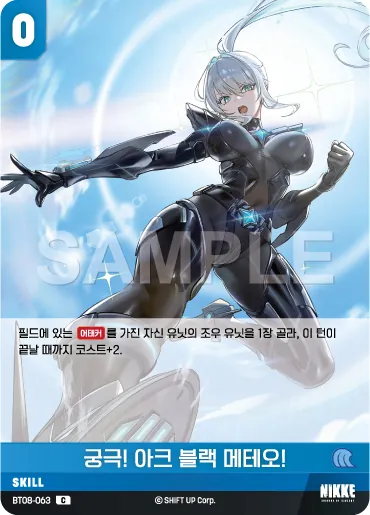 0
SAMPLE
필드에 있는 어태커 를 가진 자신 유닛의 조우 유닛을 1장 골라, 이 턴이
끝날 때까지 코스트+2.
궁극! 아크 블랙 메테오!
SKILL
BT08-063 C ©SHIFT UP Corp.
NIKKE